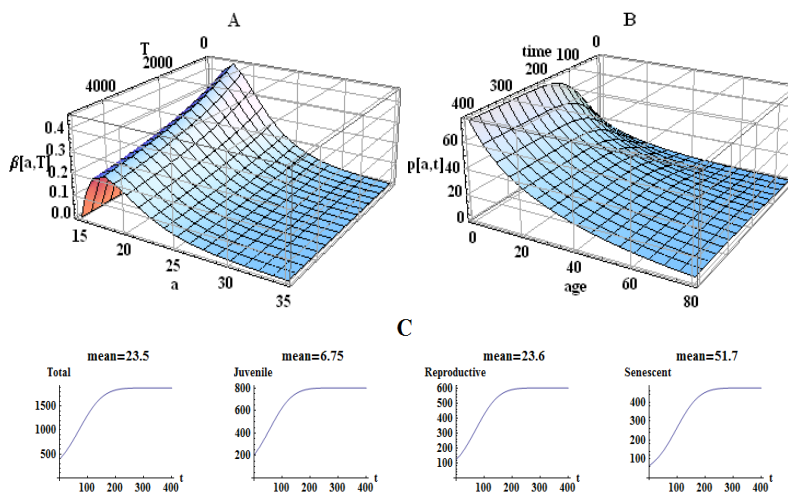 A
T
0
2000
4000
0.4
0.3
0.2
0.1
0.0
β[a,T]
15
20
25
30
35
a
B
time
0
100
200
300
400
60
p[a,t]
40
20
0
0
20
40
60
80
age
C
mean=23.5
Total
1500
1000
500
100 200 300 400
t
mean=6.75
Juvenile
800
600
400
200
100 200 300 400
t
mean=23.6
Reproductive
600
500
400
300
200
100
100 200 300 400
t
mean=51.7
Senescent
400
300
200
100
100 200 300 400
t